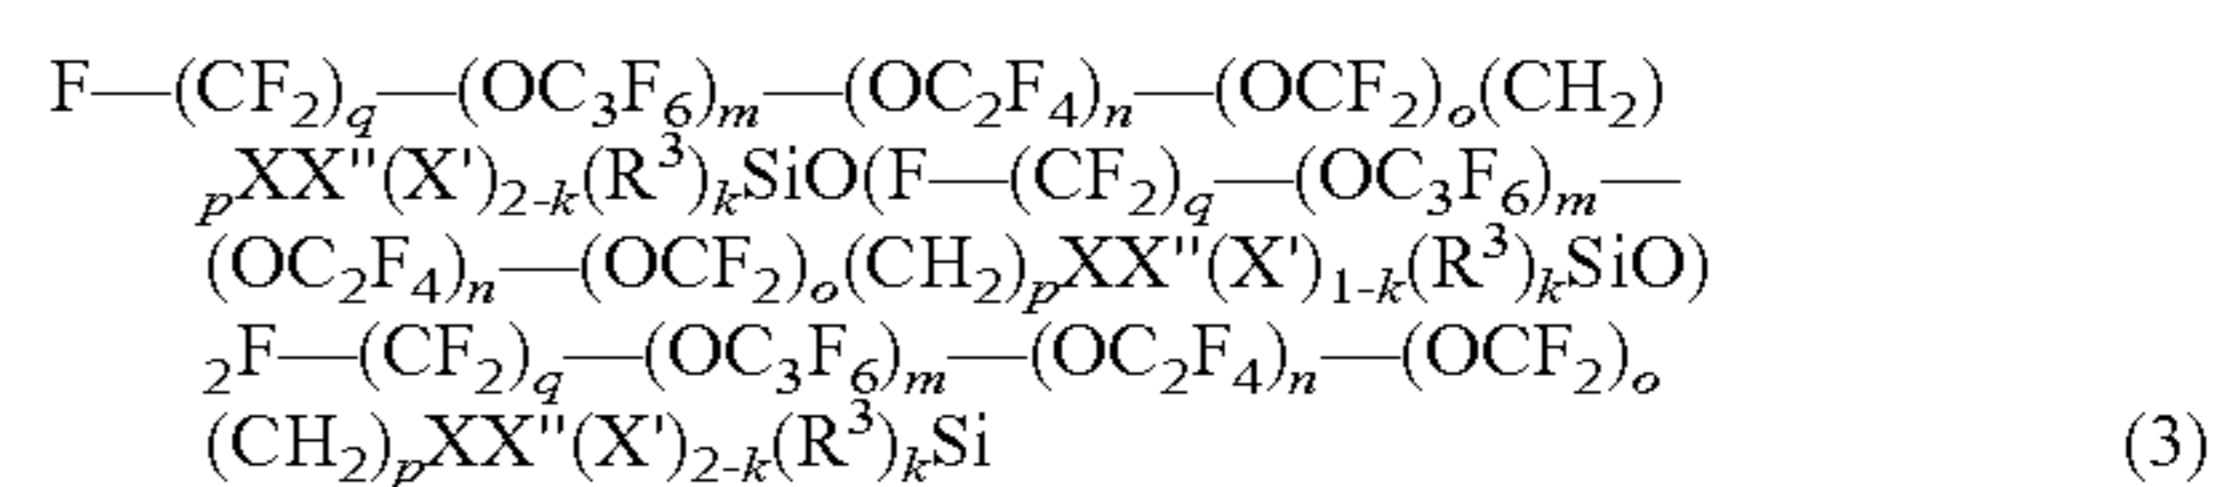 F—(CF₂)q—(OC₃F₆)m—(OC₂F₄)n—(OCF₂)o(CH₂)
pXX"(X')₂₋k(R³)kSiO(F—(CF₂)q—(OC₃F₆)m—
(OC₂F₄)n—(OCF₂)o(CH₂)pXX"(X')₁₋k(R³)kSiO)
₂F—(CF₂)q—(OC₃F₆)m—(OC₂F₄)n—(OCF₂)o
(CH₂)pXX"(X')₂₋k(R³)kSi (3)